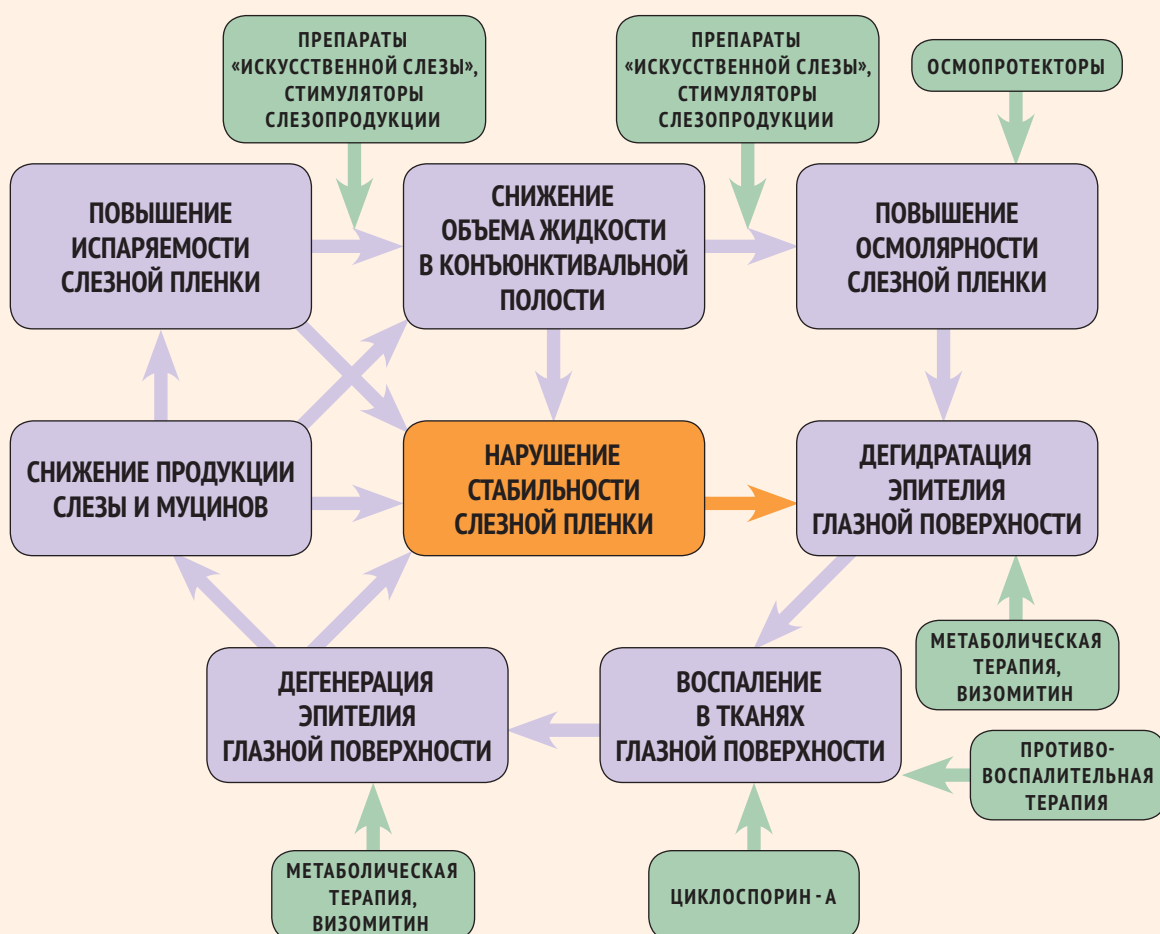 ПРЕПАРАТЫ
«ИСКУССТВЕННОЙ СЛЕЗЫ»,
СТИМУЛЯТОРЫ
СЛЕЗОПРОДУКЦИИ
ПРЕПАРАТЫ
«ИСКУССТВЕННОЙ СЛЕЗЫ»,
СТИМУЛЯТОРЫ
СЛЕЗОПРОДУКЦИИ
ОСМОПРОТЕКТОРЫ
ПОВЫШЕНИЕ
ИСПАРЯЕМОСТИ
СЛЕЗНОЙ ПЛЕНКИ
СНИЖЕНИЕ
ОБЪЕМА ЖИДКОСТИ
В КОНЪЮНКТИВАЛЬНОЙ
ПОЛОСТИ
ПОВЫШЕНИЕ
ОСМОЛЯРНОСТИ
СЛЕЗНОЙ ПЛЕНКИ
СНИЖЕНИЕ ПРОДУКЦИИ
СЛЕЗЫ И МУЦИНОВ
НАРУШЕНИЕ
СТАБИЛЬНОСТИ
СЛЕЗНОЙ ПЛЕНКИ
ДЕГИДРАТАЦИЯ
ЭПИТЕЛИЯ
ГЛАЗНОЙ ПОВЕРХНОСТИ
ДЕГЕНЕРАЦИЯ
ЭПИТЕЛИЯ
ГЛАЗНОЙ ПОВЕРХНОСТИ
ВОСПАЛЕНИЕ
В ТКАНЯХ
ГЛАЗНОЙ ПОВЕРХНОСТИ
МЕТАБОЛИЧЕСКАЯ
ТЕРАПИЯ,
ВИЗОМИТИН
ПРОТИВО-
ВОСПАЛИТЕЛЬНАЯ
ТЕРАПИЯ
МЕТАБОЛИЧЕСКАЯ
ТЕРАПИЯ,
ВИЗОМИТИН
ЦИКЛОСПОРИН - А